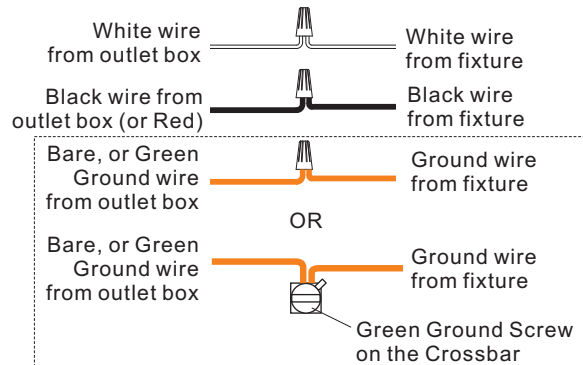 White wire
from outlet box
White wire
from fixture
Black wire from
outlet box (or Red)
Black wire
from fixture
Bare, or Green
Ground wire
from outlet box
Ground wire
from fixture
OR
Bare, or Green
Ground wire
from outlet box
Ground wire
from fixture
Green Ground Screw
on the Crossbar